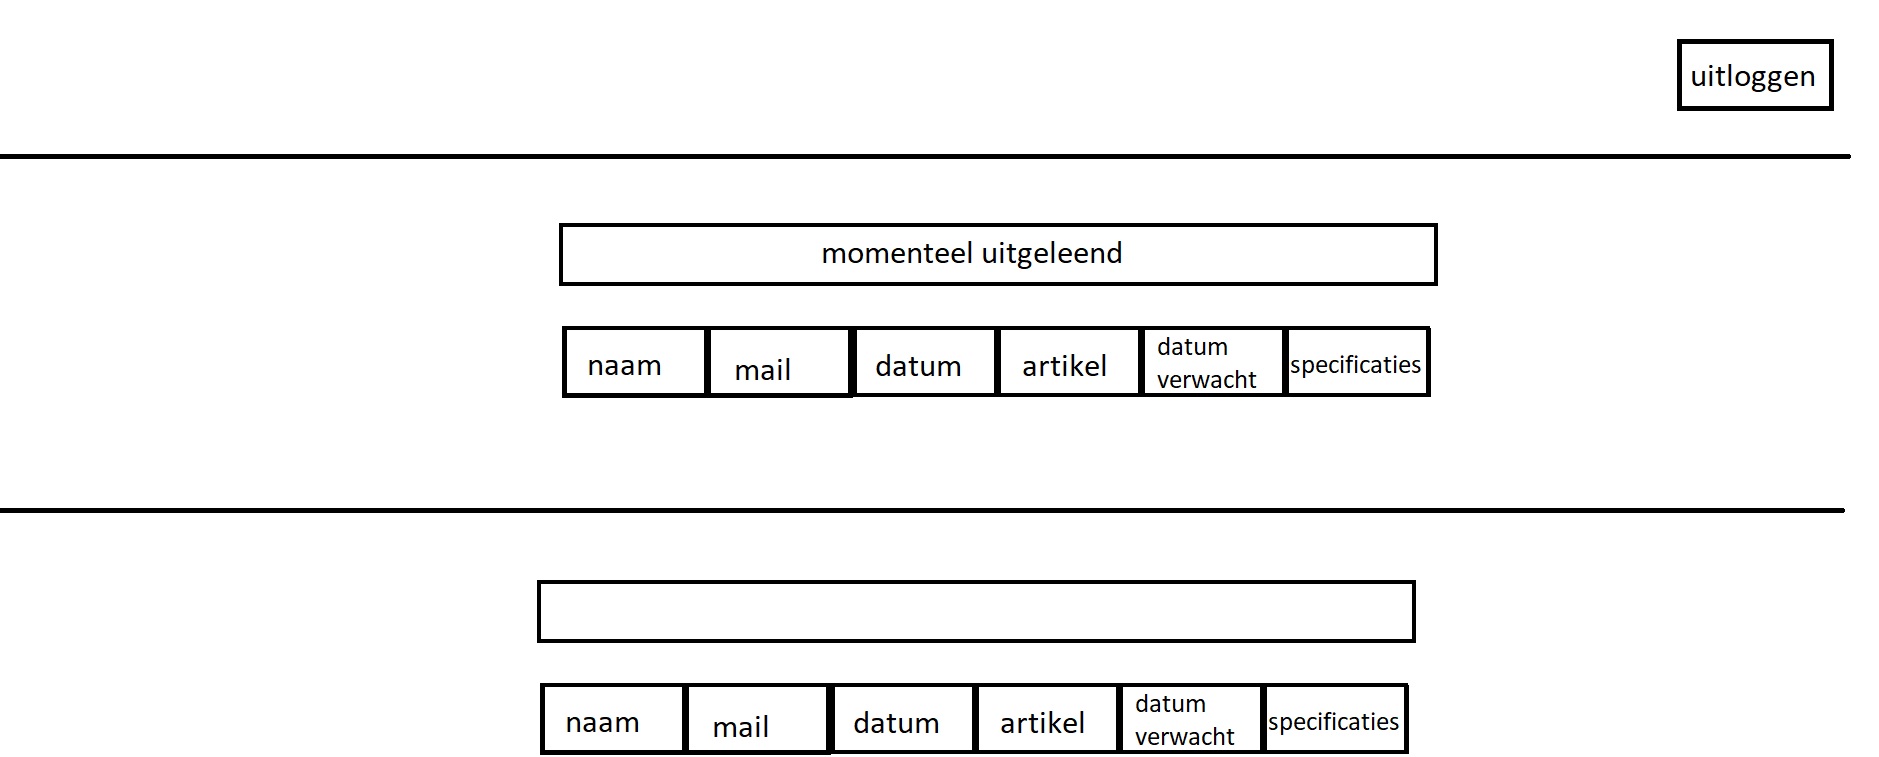 uitloggen
momenteel uitgeleend
naam
mail
datum
artikel
datum
verwacht
specificaties
naam
mail
datum
artikel
datum
verwacht
specificaties